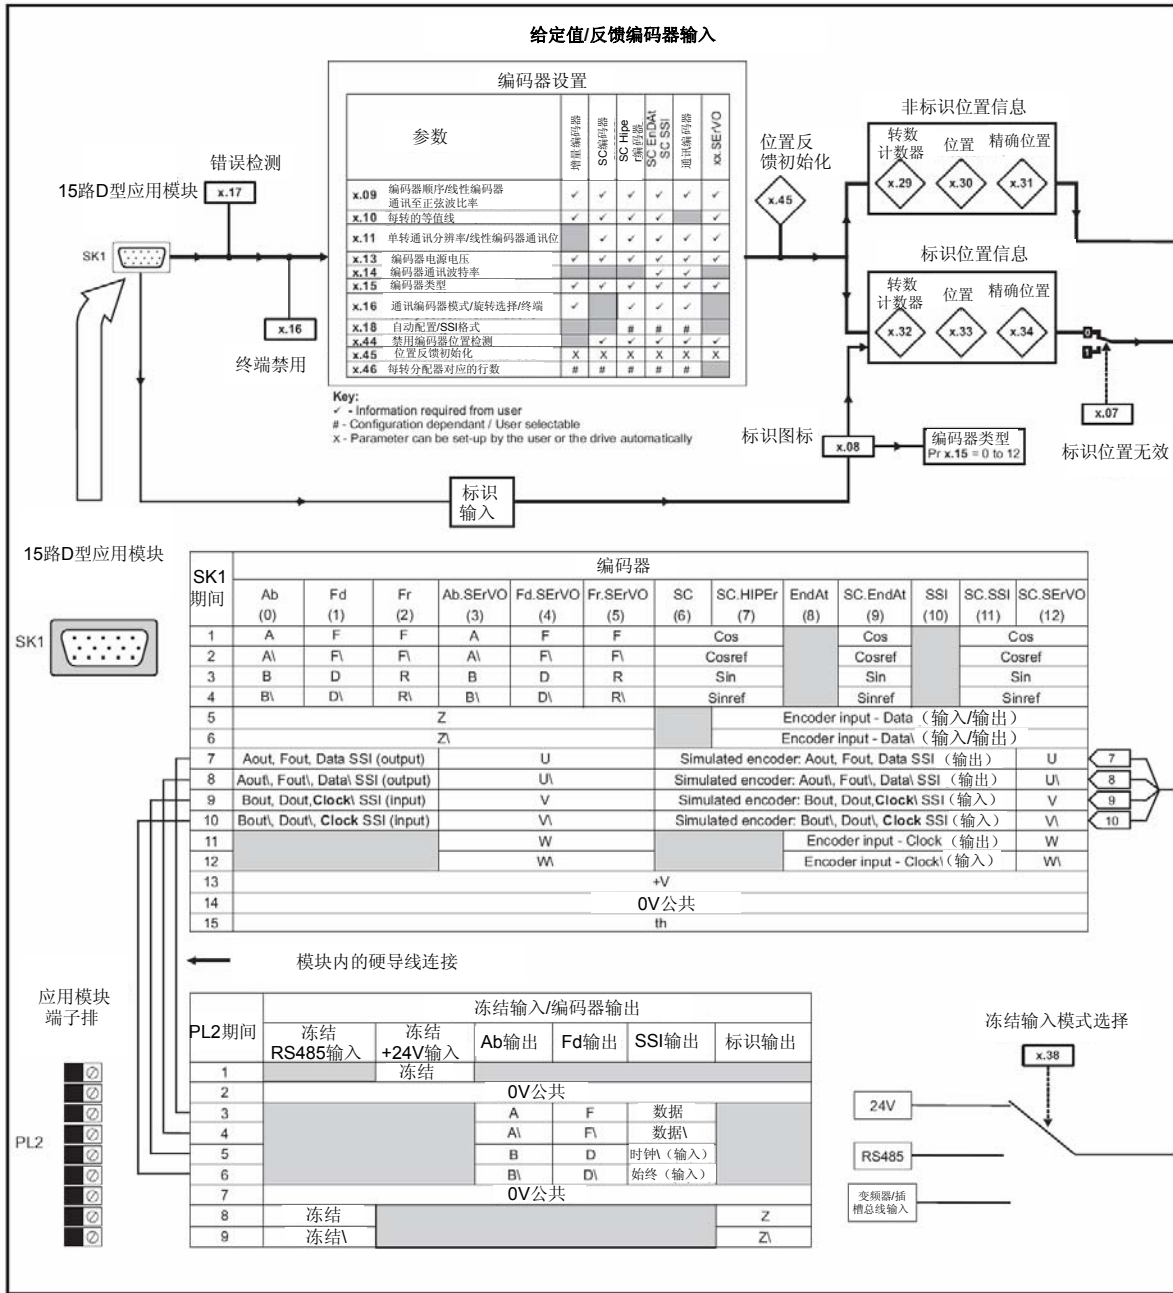 给定值/反馈编码器输入
编码器设置
参数
增量编码器
SC编码器
SC Hipe
r编码器
SC EnDAt
SC SSI
通讯编码器
xx.SErVO
x.09 编码器顺序/线性编码器
通讯至正弦波比率 ✓ ✓ ✓ ✓ ✓ ✓
x.10 每转的等值线 ✓ ✓ ✓ ✓ ✓
x.11 单转通讯分辨率/线性编码器通讯位 ✓ ✓ ✓ ✓ ✓
x.13 编码器电源电压 ✓ ✓ ✓ ✓ ✓ ✓
x.14 编码器通讯波特率 ✓ ✓
x.15 编码器类型 ✓ ✓ ✓ ✓ ✓ ✓
x.16 通讯编码器模式/旋转选择/终端 ✓ ✓ ✓ ✓
x.18 自动配置/SSI格式 # # #
x.44 禁用编码器位置检测 ✓ ✓ ✓ ✓ ✓
x.45 位置反馈初始化 X X X X X X
x.46 每转分配器对应的行数 # # # # #
Key:
✓ - Information required from user
# - Configuration dependant / User selectable
X - Parameter can be set-up by the user or the drive automatically
错误检测
15路D型应用模块
x.17
SK1
x.16
终端禁用
位置反
馈初始化
x.45
非标识位置信息
转数
计数器
位置
精确位置
x.29
x.30
x.31
标识位置信息
转数
计数器
位置
精确位置
x.32
x.33
x.34
0
1
x.07
标识位置无效
标识图标
x.08
编码器类型
Pr x.15 = 0 to 12
标识
输入
15路D型应用模块
SK1
SK1
期间
编码器
Ab
(0)
Fd
(1)
Fr
(2)
Ab.SErVO
(3)
Fd.SErVO
(4)
Fr.SErVO
(5)
SC
(6)
SC.HIPEr
(7)
EndAt
(8)
SC.EndAt
(9)
SSI
(10)
SC.SSI
(11)
SC.SErVO
(12)
1 A F F A F F Cos Cos Cos
2 A\ F\ F\ A\ F\ F\ Cosref Cosref Cosref
3 B D R B D R Sin Sin Sin
4 B\ D\ R\ B\ D\ R\ Sinref Sinref Sinref
5 Z Encoder input - Data（输入/输出）
6 Z\ Encoder input - Data\（输入/输出）
7 Aout, Fout, Data SSI (output) U Simulated encoder: Aout, Fout, Data SSI（输出） U 7
8 Aout\, Fout\, Data\ SSI (output) U\ Simulated encoder: Aout\, Fout\, Data\ SSI（输出） U\ 8
9 Bout, Dout,Clock\ SSI (input) V Simulated encoder: Bout, Dout,Clock\ SSI（输入） V 9
10 Bout\, Dout\, Clock SSI (input) V\ Simulated encoder: Bout\, Dout\, Clock SSI（输入） V\ 10
11 W Encoder input - Clock（输出） W
12 W\ Encoder input - Clock\（输入） W\
13 +V
14 0V公共
15 th
模块内的硬导线连接
应用模块
端子排
PL2
PL2期间
冻结输入/编码器输出
冻结
RS485输入
冻结
+24V输入
Ab输出
Fd输出
SSI输出
标识输出
1 冻结
2 0V公共
3 A F 数据
4 A\ F\ 数据\
5 B D 时钟\（输入）
6 B\ D\ 始终（输入）
7 0V公共
8 冻结 Z
9 冻结\ Z\
冻结输入模式选择
x.38
24V
RS485
变频器/插
槽总线输入